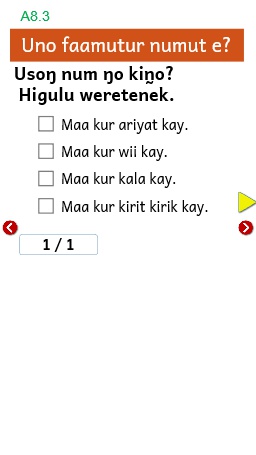 A8.3
Uno faamutur numut e?
Usoŋ num ŋo kiṉ̃o?
Higulu weretenek.
Maa kur ariyat kay.
Maa kur wii kay.
Maa kur kala kay.
Maa kur kirit kirik kay.
1 / 1